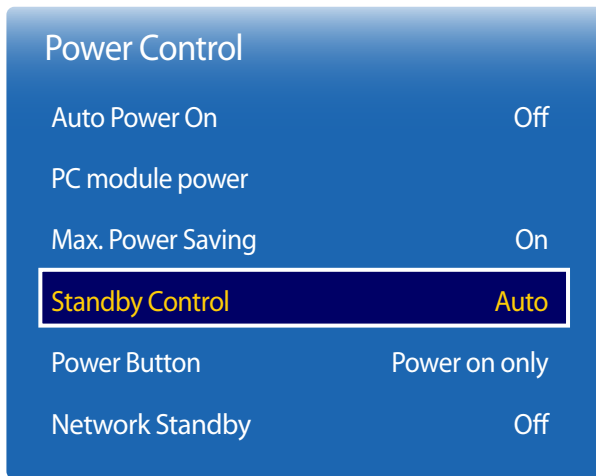 Power Control
Auto Power On Off
PC module power
Max. Power Saving On
Standby Control Auto
Power Button Power on only
Network Standby Off